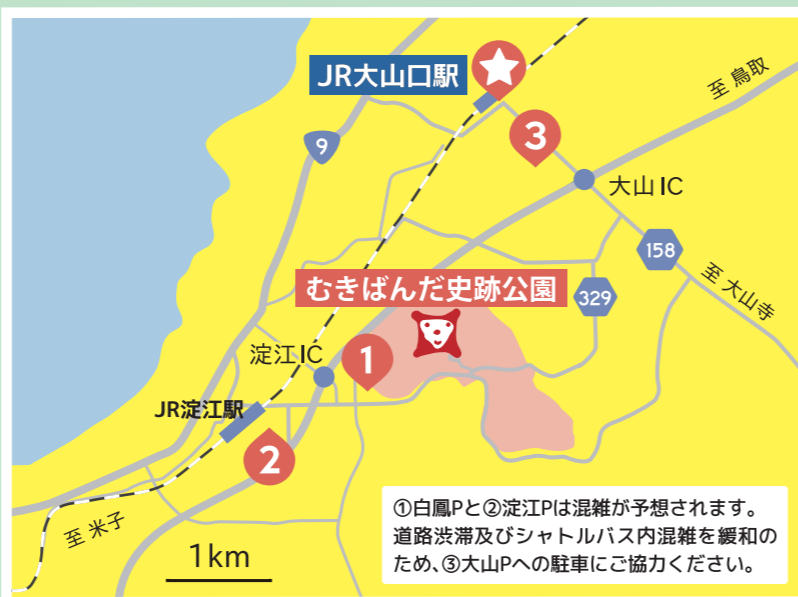 JR大山口駅
至 鳥取
9
3
大山IC
158
至 大山寺
むきばんだ史跡公園
329
淀江IC
1
JR淀江駅
2
至 米子
1km
①白鳳Pと②淀江Pは混雑が予想されます。
道路渋滞及びシャトルバス内混雑を緩和の
ため、③大山Pへの駐車にご協力ください。